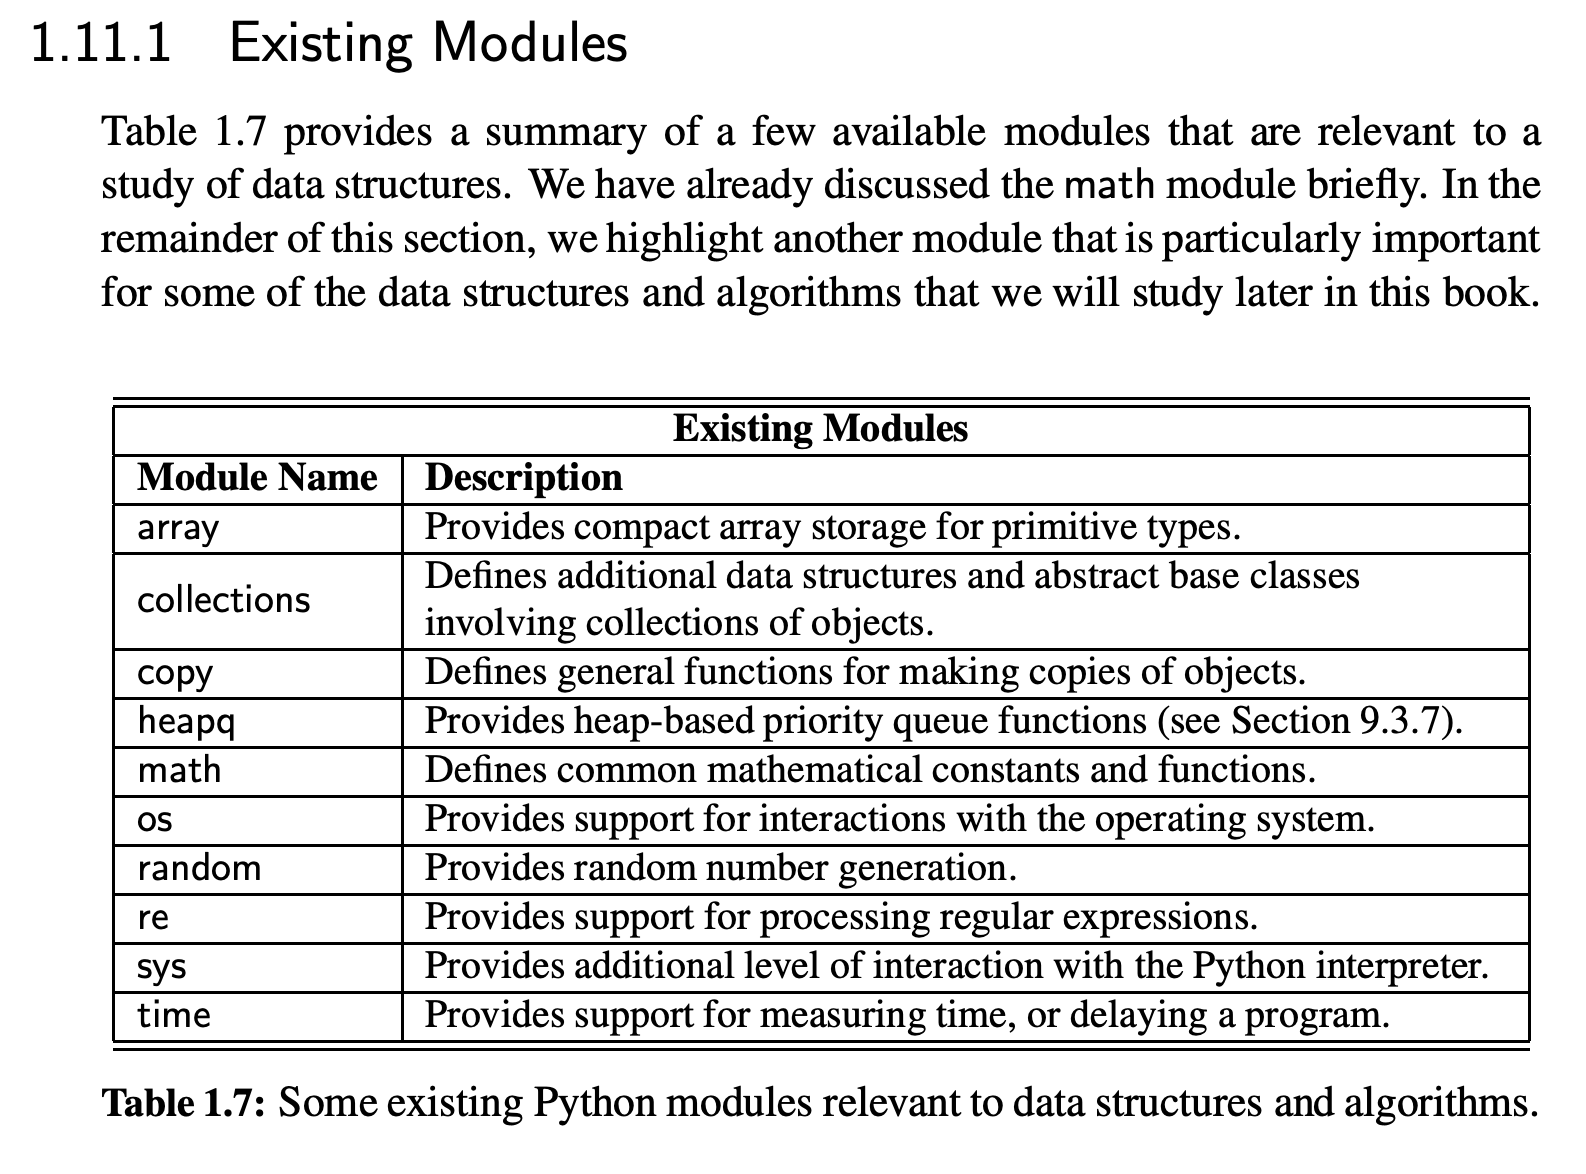 1.11.1 Existing Modules
Table 1.7 provides a summary of a few available modules that are relevant to a
study of data structures. We have already discussed the math module briefly. In the
remainder of this section, we highlight another module that is particularly important
for some of the data structures and algorithms that we will study later in this book.
Existing Modules
Module Name Description
array Provides compact array storage for primitive types.
collections Defines additional data structures and abstract base classes
involving collections of objects.
copy Defines general functions for making copies of objects.
heapq Provides heap-based priority queue functions (see Section 9.3.7).
math Defines common mathematical constants and functions.
os Provides support for interactions with the operating system.
random Provides random number generation.
re Provides support for processing regular expressions.
sys Provides additional level of interaction with the Python interpreter.
time Provides support for measuring time, or delaying a program.
Table 1.7: Some existing Python modules relevant to data structures and algorithms.